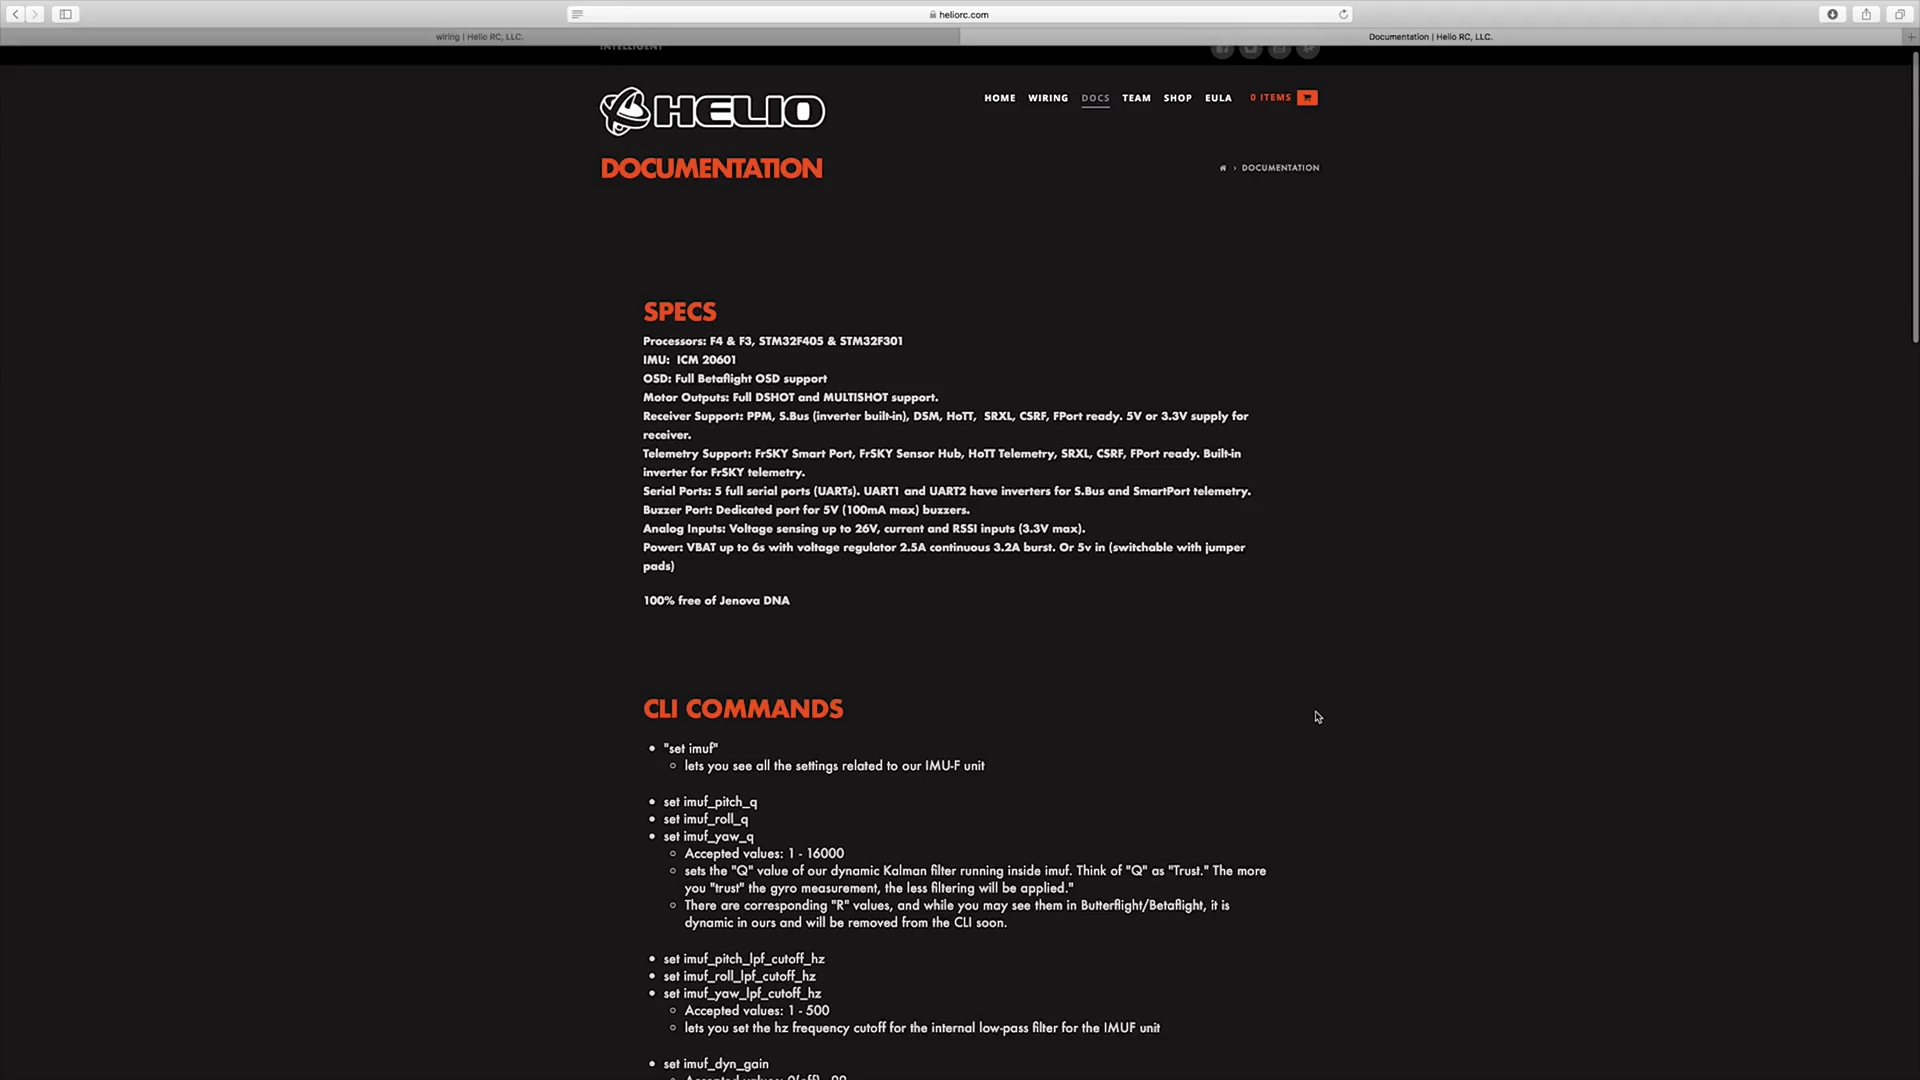 heliorc.com
wiring | Helio RC, LLC.
Documentation | Helio RC, LLC.
INTELLIGENT
HELIO
HOME WIRING DOCS TEAM SHOP EULA 0 ITEMS
DOCUMENTATION
› DOCUMENTATION
SPECS
Processors: F4 & F3, STM32F405 & STM32F301
IMU: ICM 20601
OSD: Full Betaflight OSD support
Motor Outputs: Full DSHOT and MULTISHOT support.
Receiver Support: PPM, S.Bus (inverter built-in), DSM, HoTT, SRXL, CSRF, FPort ready. 5V or 3.3V supply for
receiver.
Telemetry Support: FrSKY Smart Port, FrSKY Sensor Hub, HoTT Telemetry, SRXL, CSRF, FPort ready. Built-in
inverter for FrSKY telemetry.
Serial Ports: 5 full serial ports (UARTs). UART1 and UART2 have inverters for S.Bus and SmartPort telemetry.
Buzzer Port: Dedicated port for 5V (100mA max) buzzers.
Analog Inputs: Voltage sensing up to 26V, current and RSSI inputs (3.3V max).
Power: VBAT up to 6s with voltage regulator 2.5A continuous 3.2A burst. Or 5v in (switchable with jumper
pads)
100% free of Jenova DNA
CLI COMMANDS
"set imuf"
lets you see all the settings related to our IMU-F unit
set imuf_pitch_q
set imuf_roll_q
set imuf_yaw_q
Accepted values: 1 - 16000
sets the "Q" value of our dynamic Kalman filter running inside imuf. Think of "Q" as "Trust." The more
you "trust" the gyro measurement, the less filtering will be applied."
There are corresponding "R" values, and while you may see them in Butterflight/Betaflight, it is
dynamic in ours and will be removed from the CLI soon.
set imuf_pitch_lpf_cutoff_hz
set imuf_roll_lpf_cutoff_hz
set imuf_yaw_lpf_cutoff_hz
Accepted values: 1 - 500
lets you set the hz frequency cutoff for the internal low-pass filter for the IMUF unit
set imuf_dyn_gain
Accepted values: 0(off) - 99